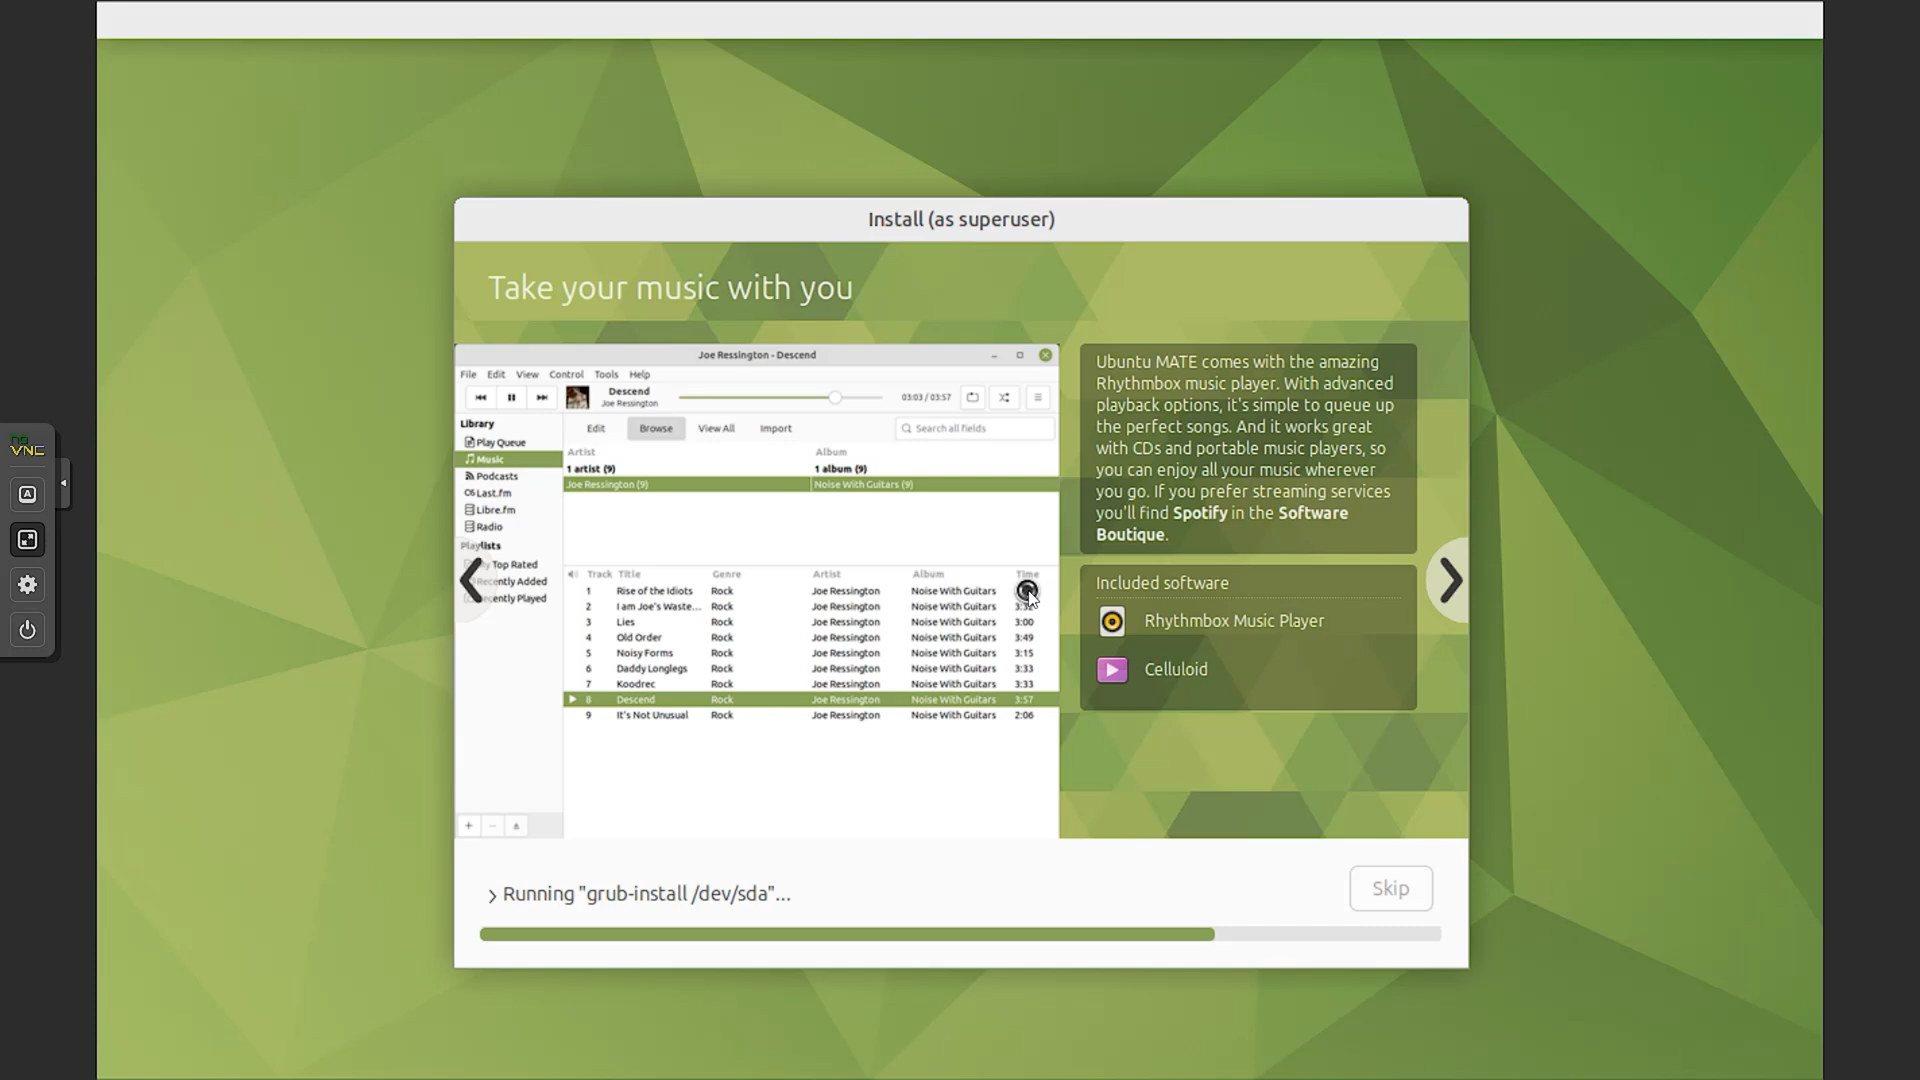 Install (as superuser)
Take your music with you
Joe Ressington - Descend
File Edit View Control Tools Help
Descend
Joe Ressington
03:03 / 03:57
Library
Play Queue
Music
Podcasts
Last.fm
Libre.fm
Radio
Playlists
Top Rated
Recently Added
Recently Played
Edit Browse View All Import Search all fields
Artist Album
1 artist (9) 1 album (9)
Joe Ressington (9) Noise With Guitars (9)
Track Title Genre Artist Album Time
1 Rise of the Idiots Rock Joe Ressington Noise With Guitars
2 I am Joe's Waste... Rock Joe Ressington Noise With Guitars
3 Lies Rock Joe Ressington Noise With Guitars 3:00
4 Old Order Rock Joe Ressington Noise With Guitars 3:49
5 Noisy Forms Rock Joe Ressington Noise With Guitars 3:15
6 Daddy Longlegs Rock Joe Ressington Noise With Guitars 3:33
7 Koodrec Rock Joe Ressington Noise With Guitars 3:33
8 Descend Rock Joe Ressington Noise With Guitars 3:57
9 It's Not Unusual Rock Joe Ressington Noise With Guitars 2:06
Ubuntu MATE comes with the amazing
Rhythmbox music player. With advanced
playback options, it's simple to queue up
the perfect songs. And it works great
with CDs and portable music players, so
you can enjoy all your music wherever
you go. If you prefer streaming services
you'll find Spotify in the Software
Boutique.
Included software
Rhythmbox Music Player
Celluloid
no
VNC
A
> Running "grub-install /dev/sda"...
Skip